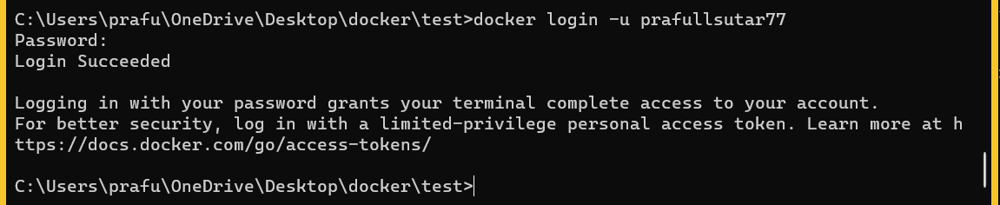 C:\Users\prafu\OneDrive\Desktop\docker\test>docker login -u prafullsutar77
Password:
Login Succeeded
Logging in with your password grants your terminal complete access to your account.
For better security, log in with a limited-privilege personal access token. Learn more at h
ttps://docs.docker.com/go/access-tokens/
C:\Users\prafu\OneDrive\Desktop\docker\test>